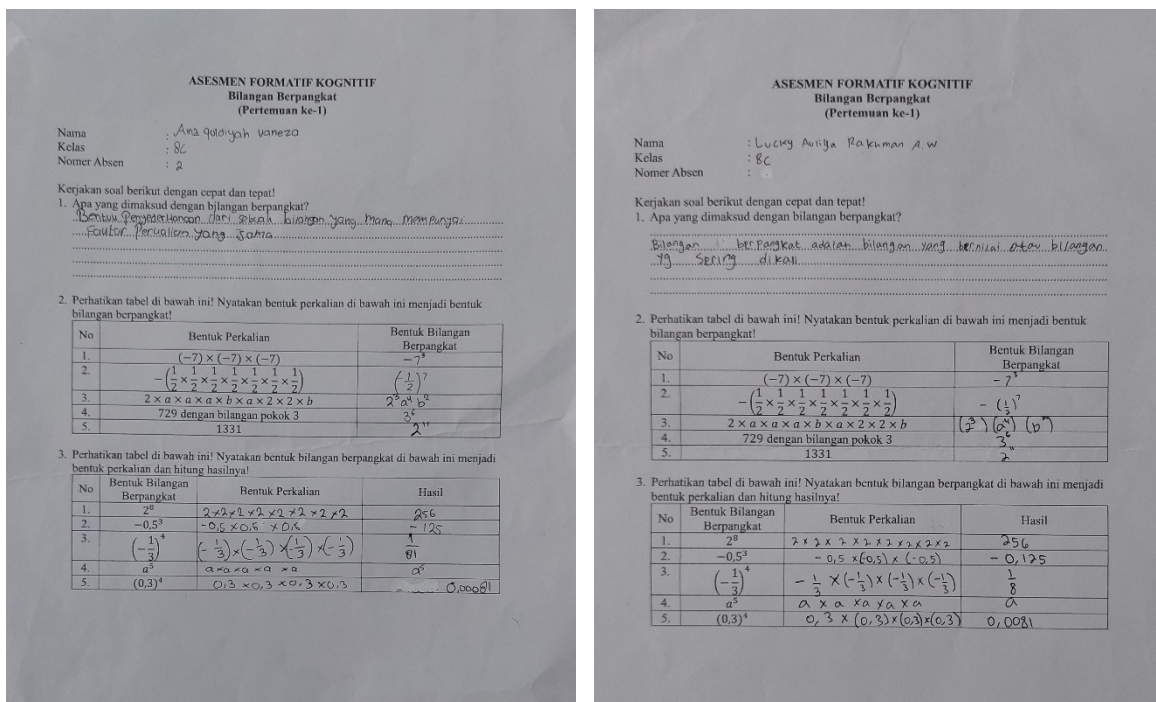 ASESMEN FORMATIF KOGNITIF
Bilangan Berpangkat
(Pertemuan ke-1)
Nama : Ana qoldiyah vaneza
Kelas : 8C
Nomer Absen : 2
Kerjakan soal berikut dengan cepat dan tepat!
1. Apa yang dimaksud dengan bilangan berpangkat?
Bentuk Penyederhanaan dari sebuah bilangan yang mana mempunyai
Faktor Perkalian yang sama
2. Perhatikan tabel di bawah ini! Nyatakan bentuk perkalian di bawah ini menjadi bentuk
bilangan berpangkat!
No Bentuk Perkalian Bentuk Bilangan Berpangkat
1. (−7) × (−7) × (−7) −7³
2. −(1/2 × 1/2 × 1/2 × 1/2 × 1/2 × 1/2 × 1/2) (−1/2)⁷
3. 2 × a × a × a × b × a × 2 × 2 × b 2³ a⁴ b²
4. 729 dengan bilangan pokok 3 3⁶
5. 1331 2¹¹
3. Perhatikan tabel di bawah ini! Nyatakan bentuk bilangan berpangkat di bawah ini menjadi
bentuk perkalian dan hitung hasilnya!
No Bentuk Bilangan Berpangkat Bentuk Perkalian Hasil
1. 2⁸ 2×2×2×2×2×2×2×2 256
2. −0,5³ −0,5 × 0,5 × 0,5 −125
3. (−1/3)⁴ (−1/3)×(−1/3)×(−1/3)×(−1/3) 1/81
4. a⁵ a×a×a×a×a a⁵
5. (0,3)⁴ 0,3 × 0,3 × 0,3 × 0,3 0,00081
ASESMEN FORMATIF KOGNITIF
Bilangan Berpangkat
(Pertemuan ke-1)
Nama : Lucky Auliya Rakhman A.W
Kelas : 8C
Nomer Absen :
Kerjakan soal berikut dengan cepat dan tepat!
1. Apa yang dimaksud dengan bilangan berpangkat?
Bilangan berpangkat adalah bilangan yang bernilai atau bilangan
yg sering dikali
2. Perhatikan tabel di bawah ini! Nyatakan bentuk perkalian di bawah ini menjadi bentuk
bilangan berpangkat!
No Bentuk Perkalian Bentuk Bilangan Berpangkat
1. (−7) × (−7) × (−7) −7³
2. −(1/2 × 1/2 × 1/2 × 1/2 × 1/2 × 1/2 × 1/2) −(1/2)⁷
3. 2 × a × a × a × b × a × 2 × 2 × b (2³) (a⁴)
4. 729 dengan bilangan pokok 3 3⁶
5. 1331 2¹¹
3. Perhatikan tabel di bawah ini! Nyatakan bentuk bilangan berpangkat di bawah ini menjadi
bentuk perkalian dan hitung hasilnya!
No Bentuk Bilangan Berpangkat Bentuk Perkalian Hasil
1. 2⁸ 2×2×2×2×2×2×2×2 256
2. −0,5³ −0,5 ×(−0,5) × (−0,5) −0,125
3. (−1/3)⁴ −1/3 ×(−1/3)×(−1/3)×(−1/3) 1/8
4. a⁵ a × a × a × a × a a
5. (0,3)⁴ 0,3 × (0,3)×(0,3)×(0,3) 0,0081